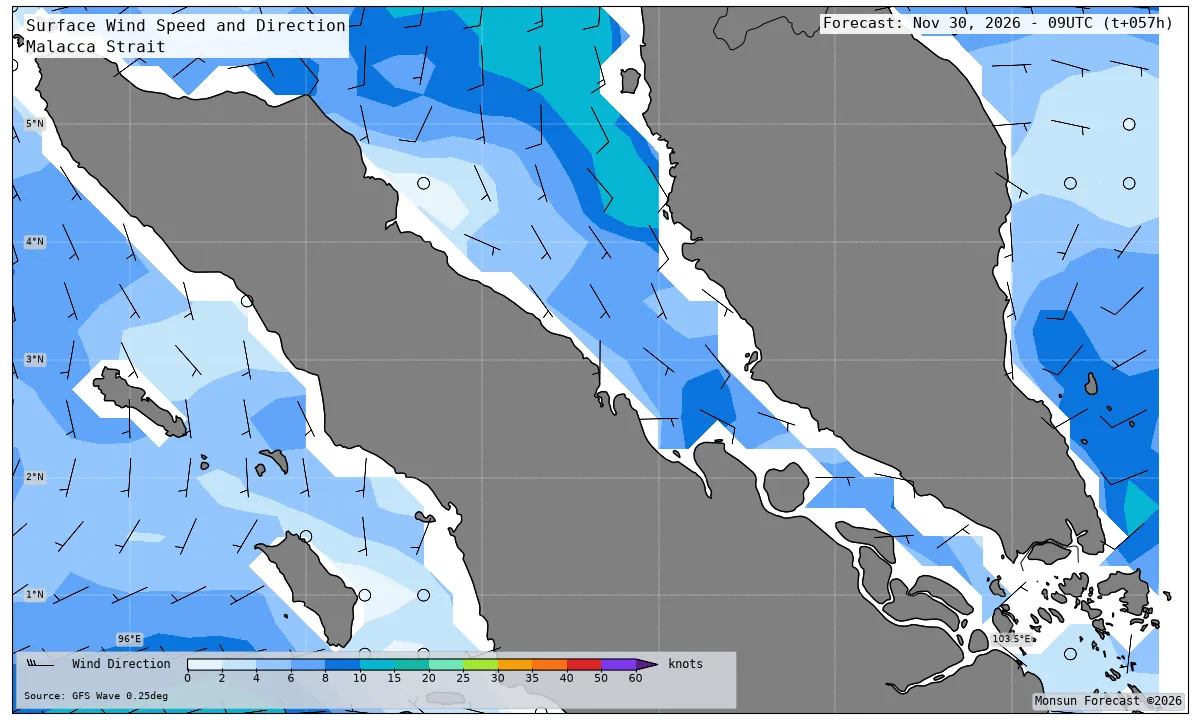 Surface Wind Speed and Direction
Malacca Strait
Forecast: Nov 30, 2026 - 09UTC (t+057h)
5°N
4°N
3°N
2°N
1°N
96°E
103.5°E
Wind Direction
0 2 4 6 8 10 15 20 25 30 35 40 50 60
knots
Source: GFS Wave 0.25deg
Monsun Forecast ©2026